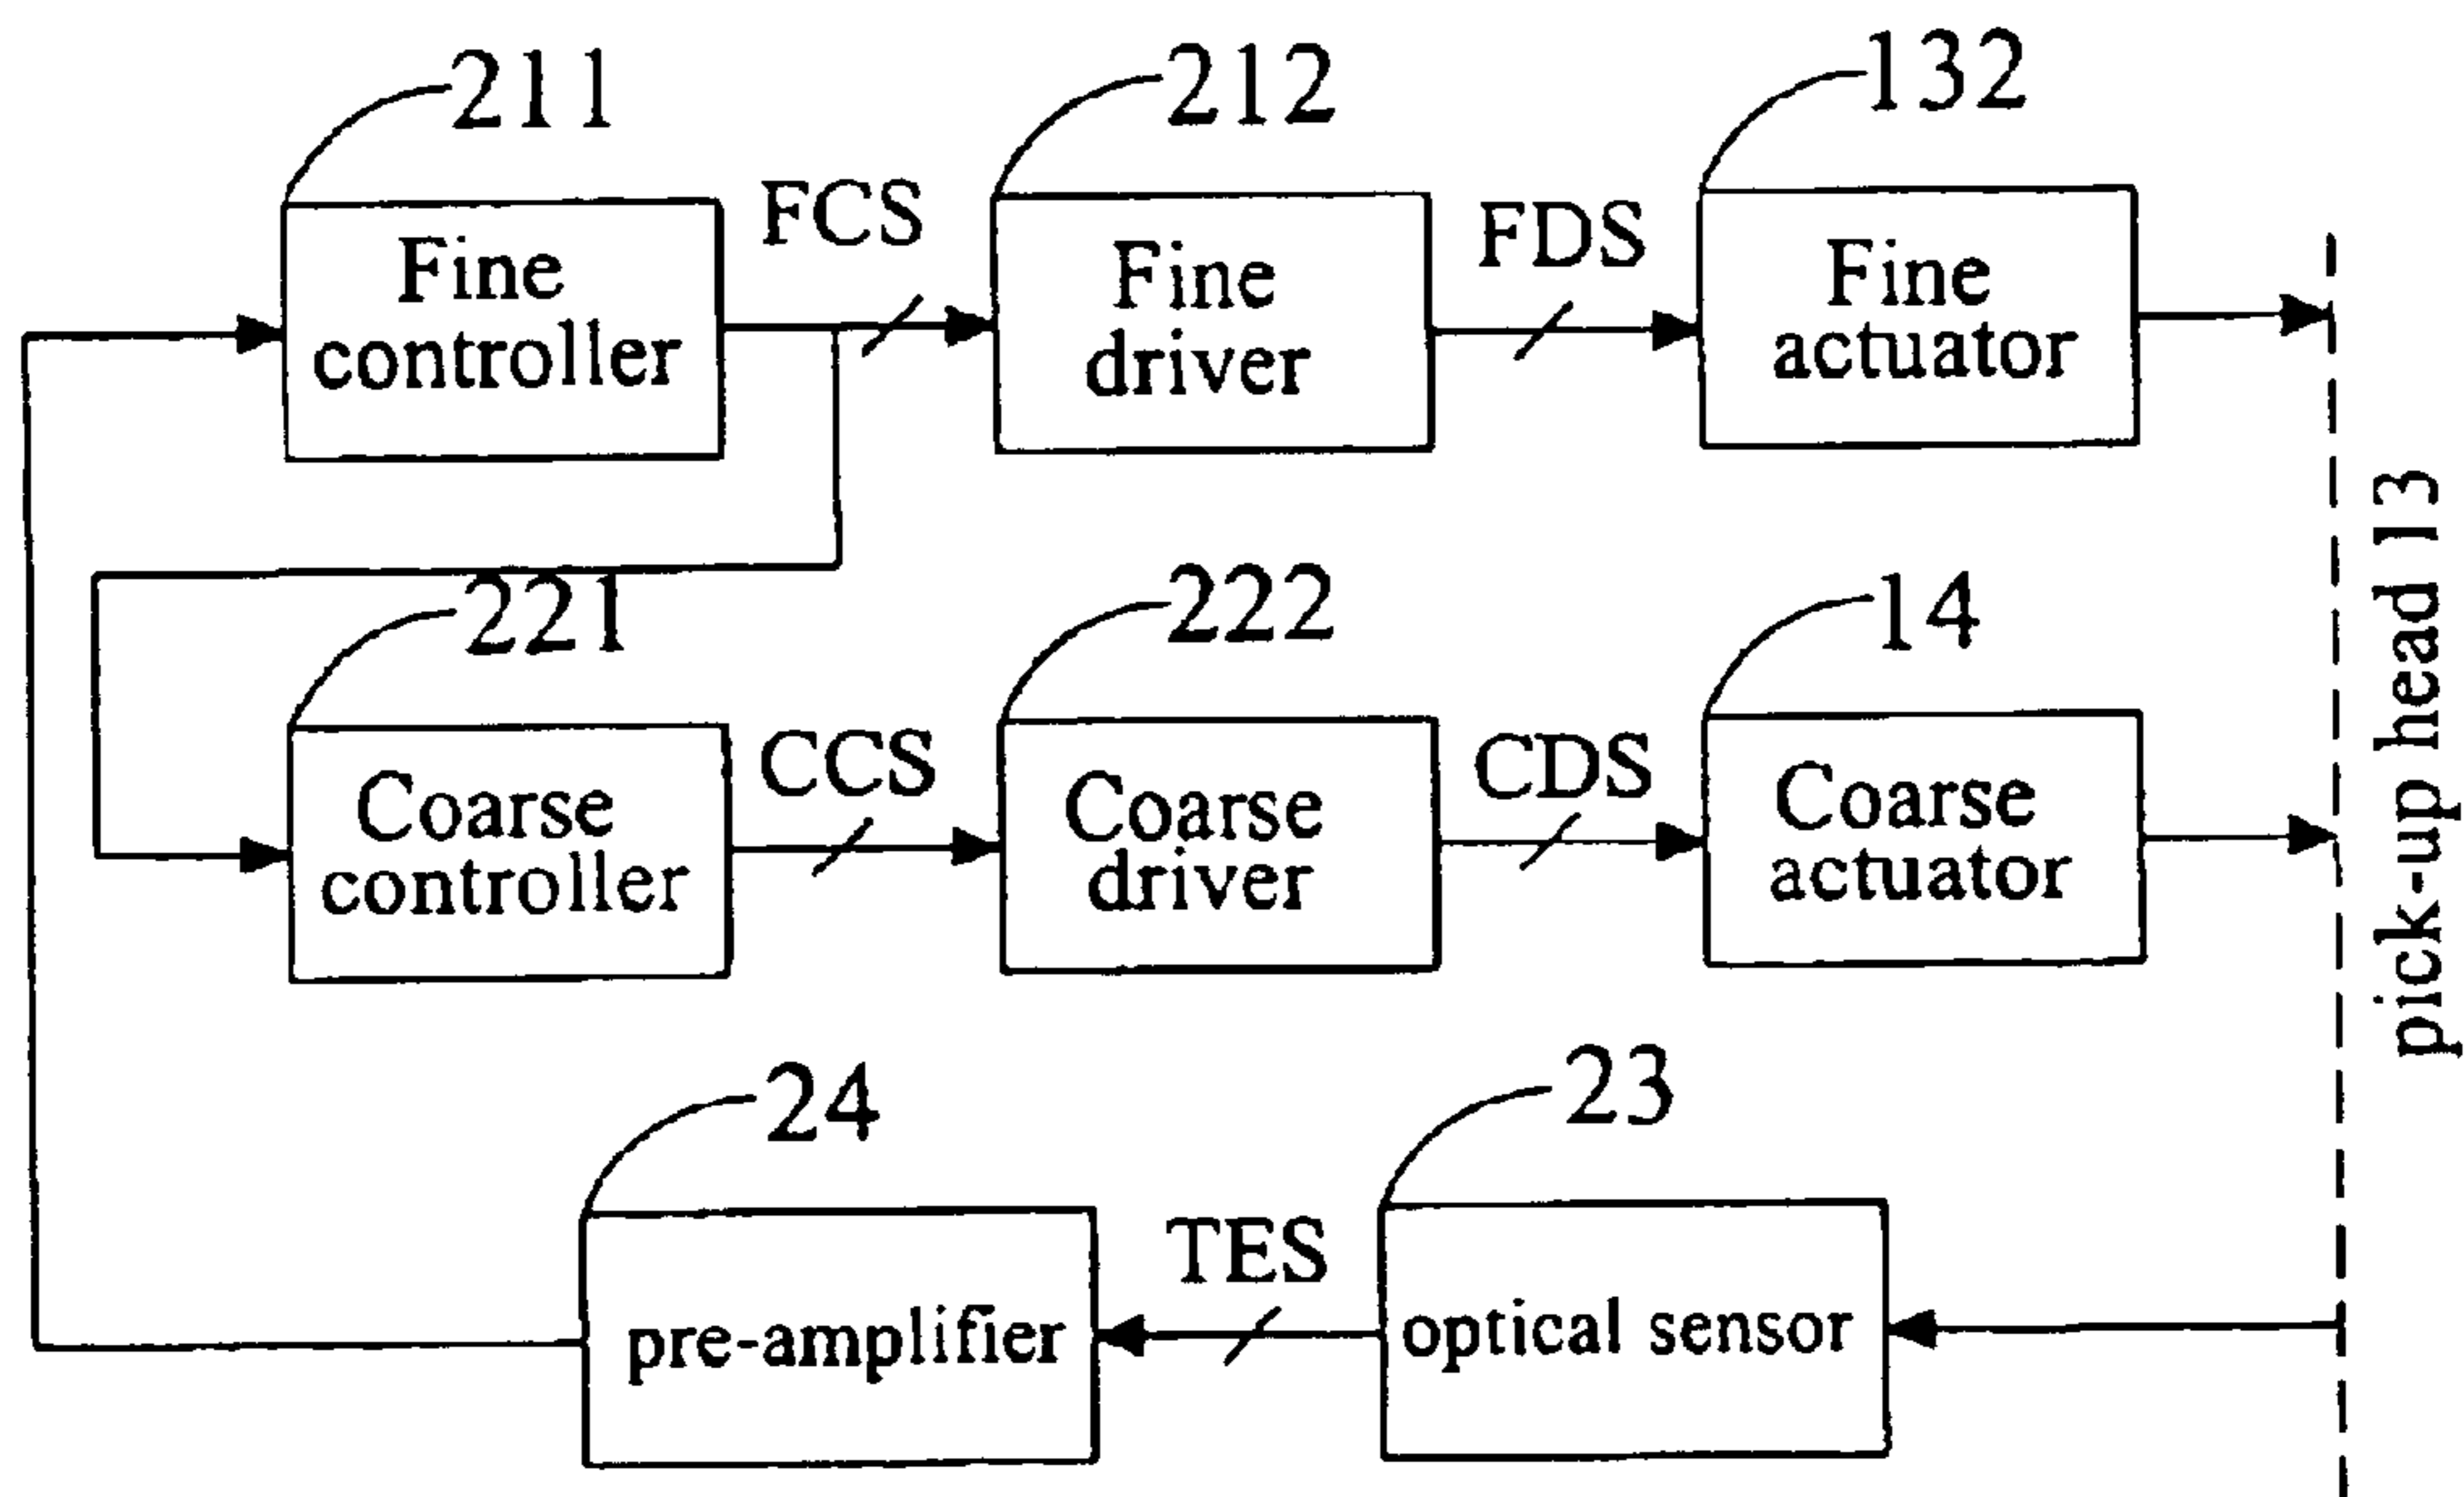 211
212
132
FCS
FDS
Fine
controller
Fine
driver
Fine
actuator
221
222
14
CCS
CDS
Coarse
controller
Coarse
driver
Coarse
actuator
pick-up head 13
24
23
TES
pre-amplifier
optical sensor